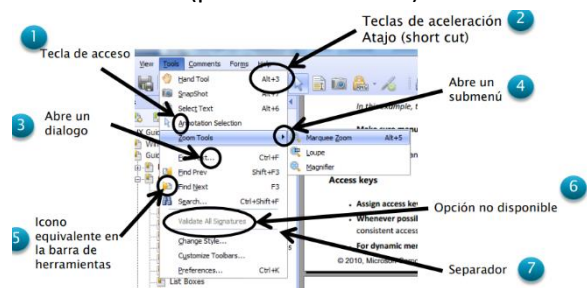 1
Tecla de acceso
Teclas de aceleración
Atajo (short cut)
2
View Tools Comments Forms Help
Hand Tool Alt+3
SnapShot
Select Text Alt+6
Annotation Selection
Zoom Tools
Marquee Zoom Alt+5
Loupe
Magnifier
Ctrl+F
Find Prev Shift+F3
Find Next F3
Search... Ctrl+Shift+F
Validate All Signatures
Change Style...
Customize Toolbars...
Preferences... Ctrl+K
List Boxes
3
Abre un
dialogo
Abre un
submenú
4
In this example, t
Access keys
Assign access key
Whenever possil
consistent access
For dynamic men
© 2010, Microsoft Corp
5
Icono
equivalente en
la barra de
herramientas
6
Opción no disponible
Separador
7